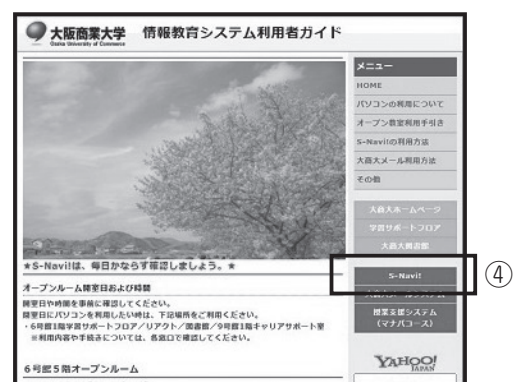 大阪商業大学 情報教育システム利用者ガイド
Osaka University of Commerce
メニュー
HOME
パソコンの利用について
オープン教室利用手引き
S-Navi!の利用方法
大商大メール利用方法
その他
大商大ホームページ
学習サポートフロア
大商大図書館
S-Navi!
④
大商大メールシステム
授業支援システム
(マナバコース)
YAHOO!
JAPAN
★S-Navi!は、毎日かならず確認しましょう。★
オープンルーム開室日および時間
開室日や時間を事前に確認してください。
閉室日にパソコンを利用したい時は、下記場所をご利用ください。
・6号館1階学習サポートフロア/リアクト/図書館/9号館1階キャリアサポート室
※利用内容や手続きについては、各窓口で確認してください。
6号館5階オープンルーム